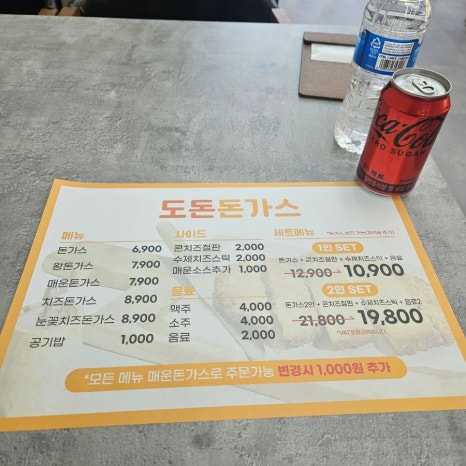 도돈돈가스
메뉴
돈가스 6,900
왕돈가스 7,900
매운돈가스 7,900
치즈돈가스 8,900
눈꽃치즈돈가스 8,900
공기밥 1,000
사이드
콘치즈철판 2,000
수제치즈스틱 2,000
매운소스추가 1,000
음료
맥주 4,000
소주 4,000
음료 2,000
세트메뉴
1인 SET
돈가스 + 콘치즈철판 + 수제치즈스틱 + 음료
12,900 → 10,900
2인 SET
돈가스2인 + 콘치즈철판 + 수제치즈스틱 + 음료2
21,800 → 19,800
*모든 메뉴 매운돈가스로 주문가능 변경시 1,000원 추가
Coca-Cola
ZERO SUGAR